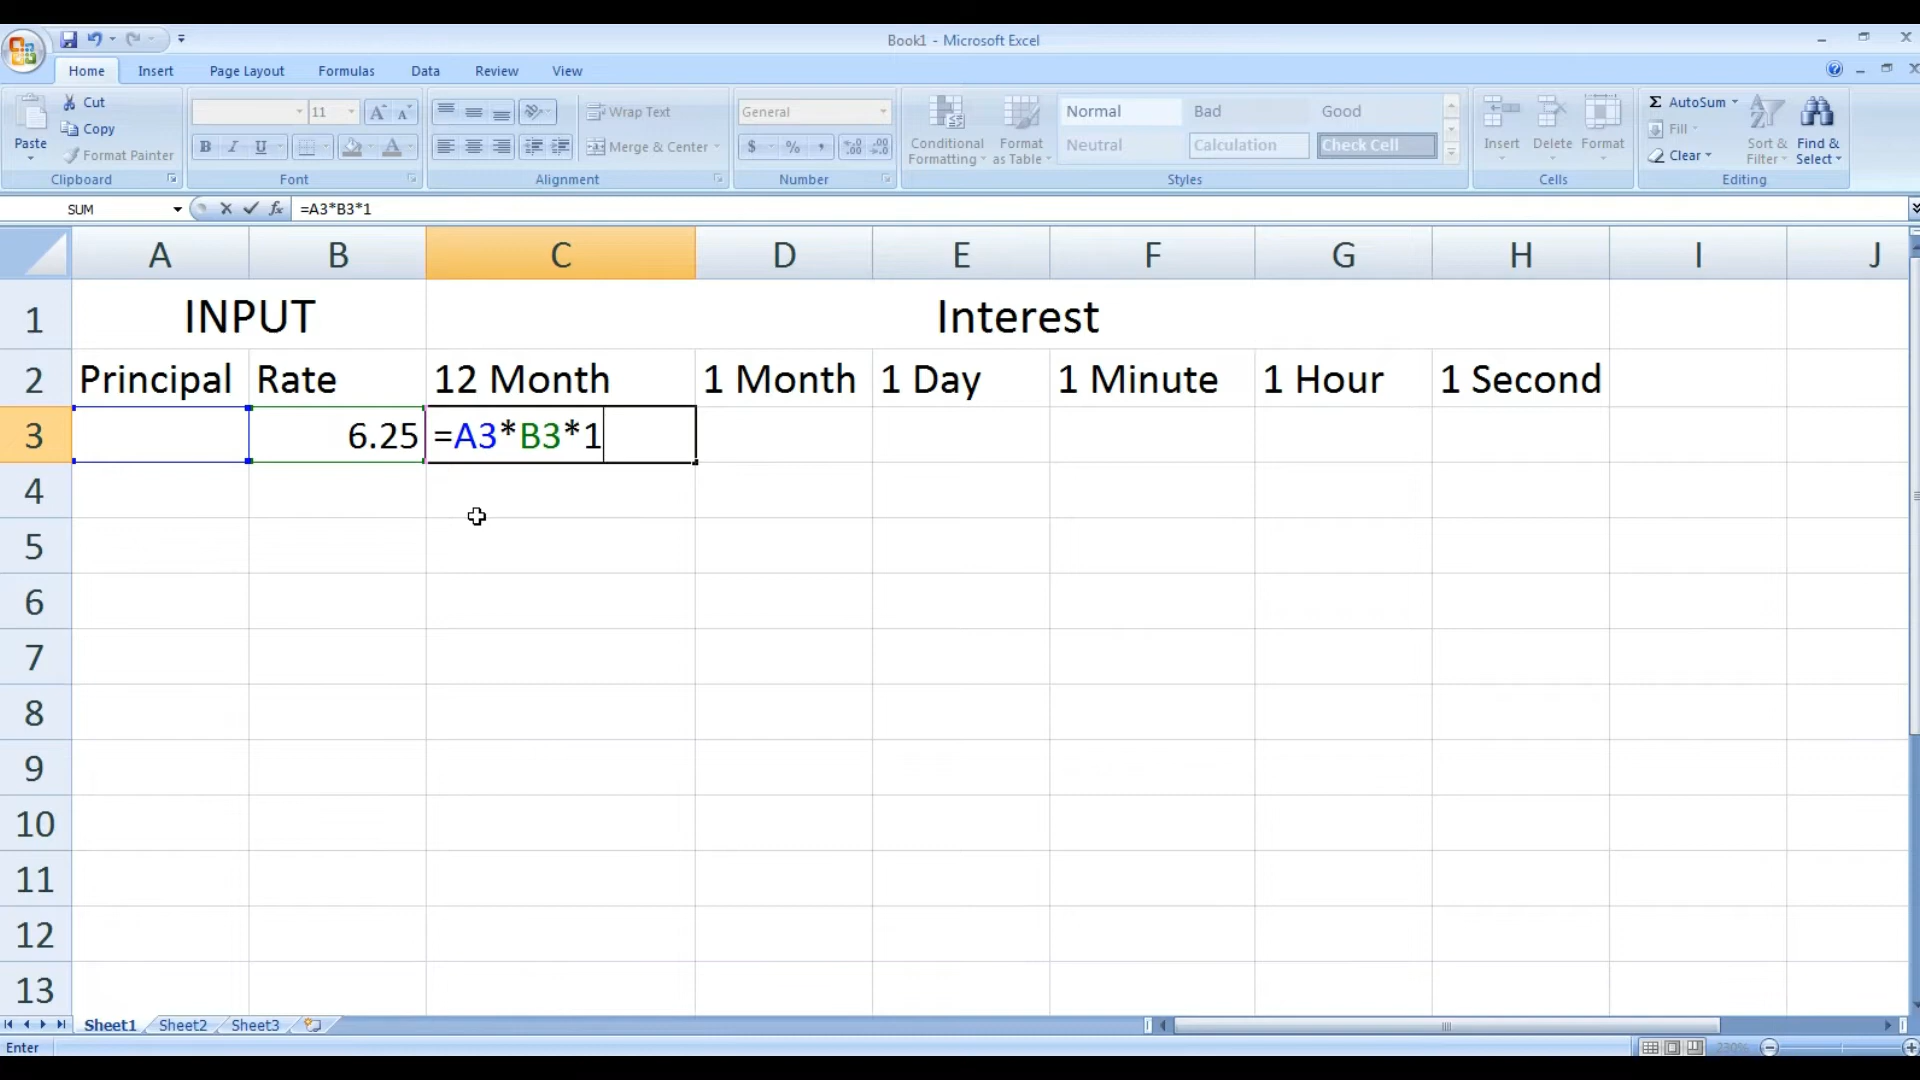 Book1 - Microsoft Excel
Home Insert Page Layout Formulas Data Review View
Cut
Copy
Format Painter
Paste
Clipboard
11
B I U
Font
Wrap Text
Merge & Center
Alignment
General
$ % ,
Number
Conditional Formatting
Format as Table
Normal Bad Good
Neutral Calculation Check Cell
Styles
Insert Delete Format
Cells
Σ AutoSum
Fill
Clear
Sort & Filter
Find & Select
Editing
SUM fx =A3*B3*1
A B C D E F G H I J
1 INPUT Interest
2 Principal Rate 12 Month 1 Month 1 Day 1 Minute 1 Hour 1 Second
3 6.25 =A3*B3*1
4
5
6
7
8
9
10
11
12
13
Sheet1 Sheet2 Sheet3
Enter 230%